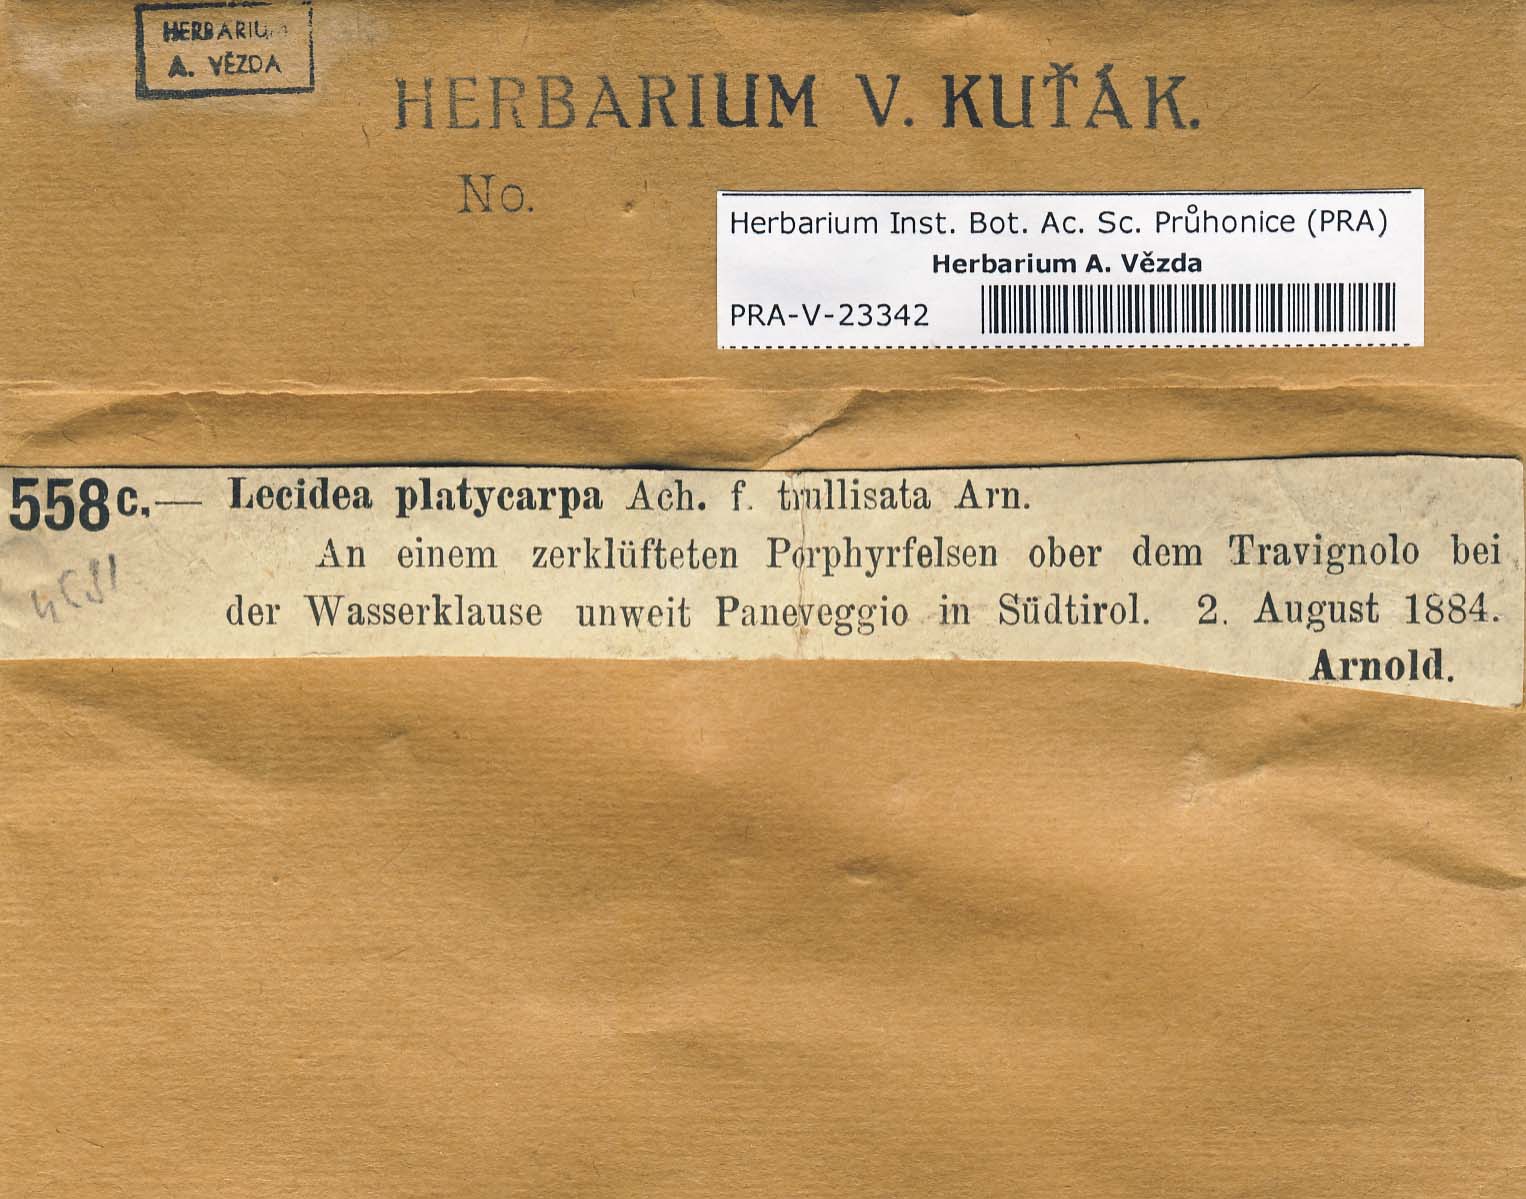 HERBARIUM
A. VĚZDA
HERBARIUM V. KUŤÁK.
No.
Herbarium Inst. Bot. Ac. Sc. Průhonice (PRA)
Herbarium A. Vězda
PRA-V-23342
558c.— Lecidea platycarpa Ach. f. trullisata Arn.
An einem zerklüfteten Porphyrfelsen ober dem Travignolo bei
der Wasserklause unweit Paneveggio in Südtirol. 2. August 1884.
Arnold.